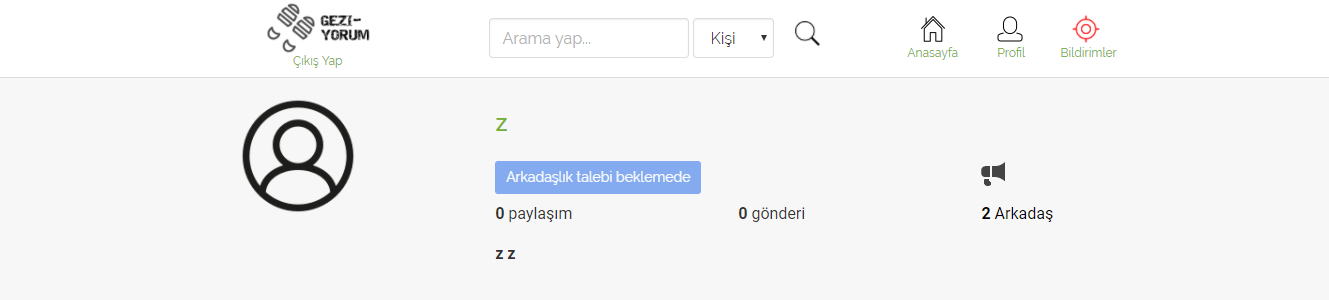 GEZİ-
YORUM
Çıkış Yap
Arama yap...
Kişi
Anasayfa
Profil
Bildirimler
z
Arkadaşlık talebi beklemede
0 paylaşım
0 gönderi
2 Arkadaş
z z